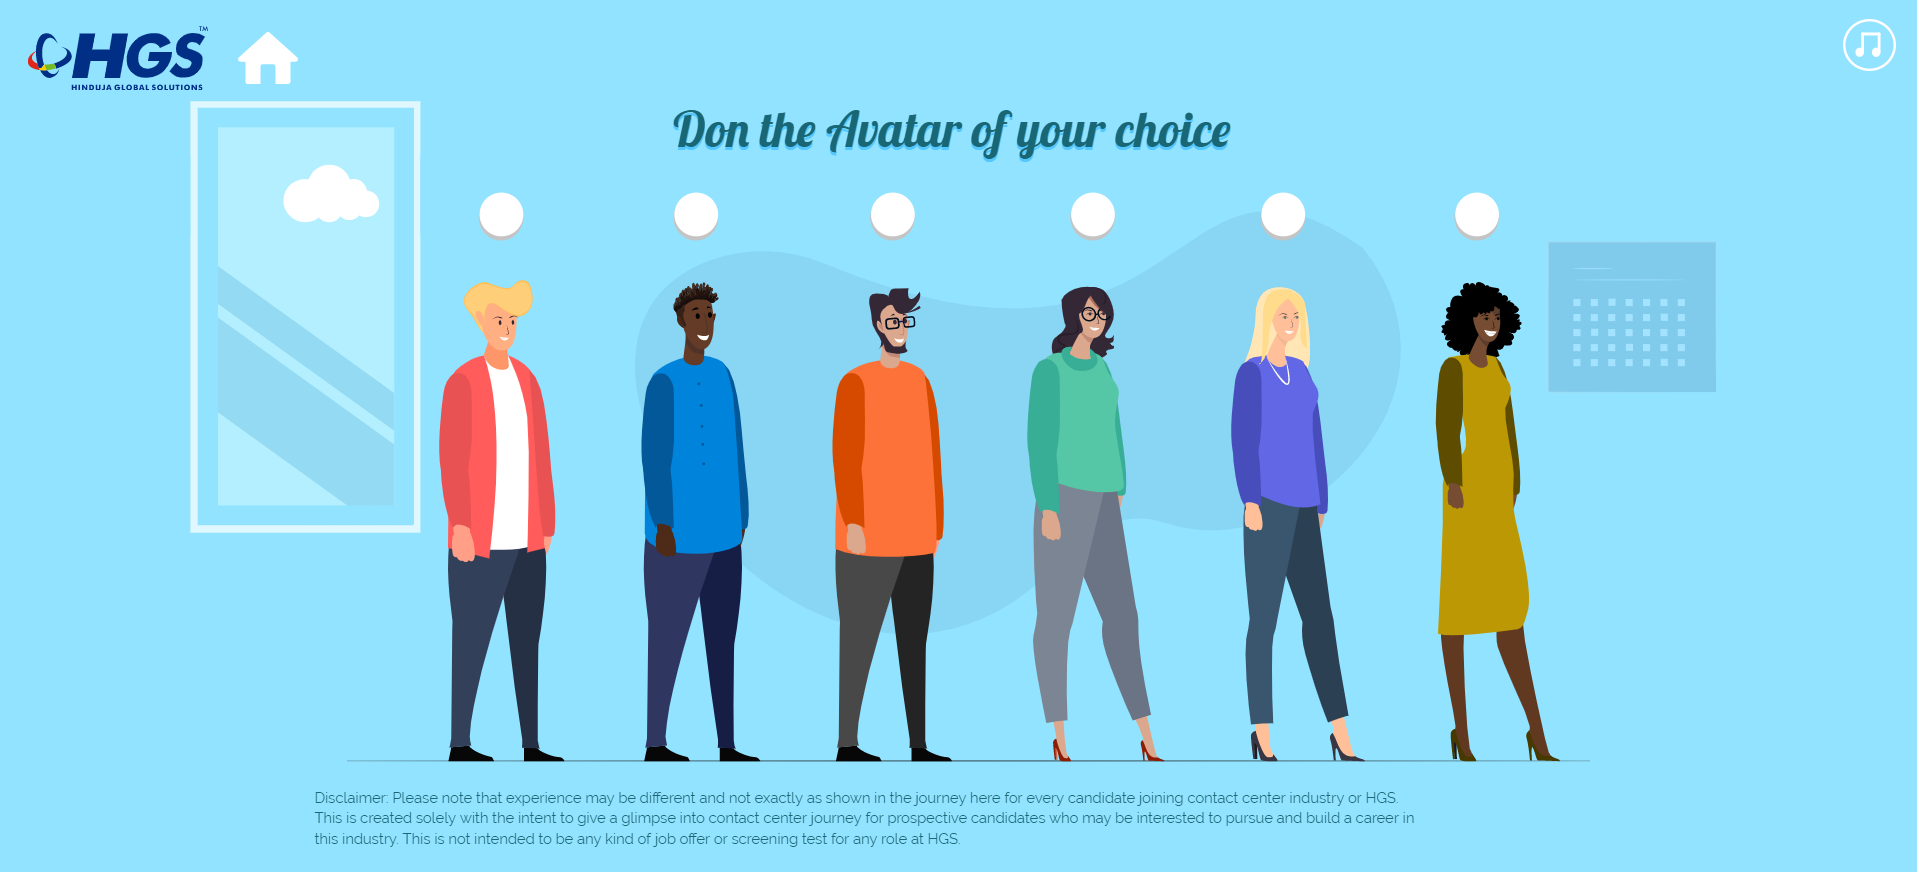 HGS TM
HINDUJA GLOBAL SOLUTIONS
Don the Avatar of your choice
Disclaimer: Please note that experience may be different and not exactly as shown in the journey here for every candidate joining contact center industry or HGS.
This is created solely with the intent to give a glimpse into contact center journey for prospective candidates who may be interested to pursue and build a career in
this industry. This is not intended to be any kind of job offer or screening test for any role at HGS.